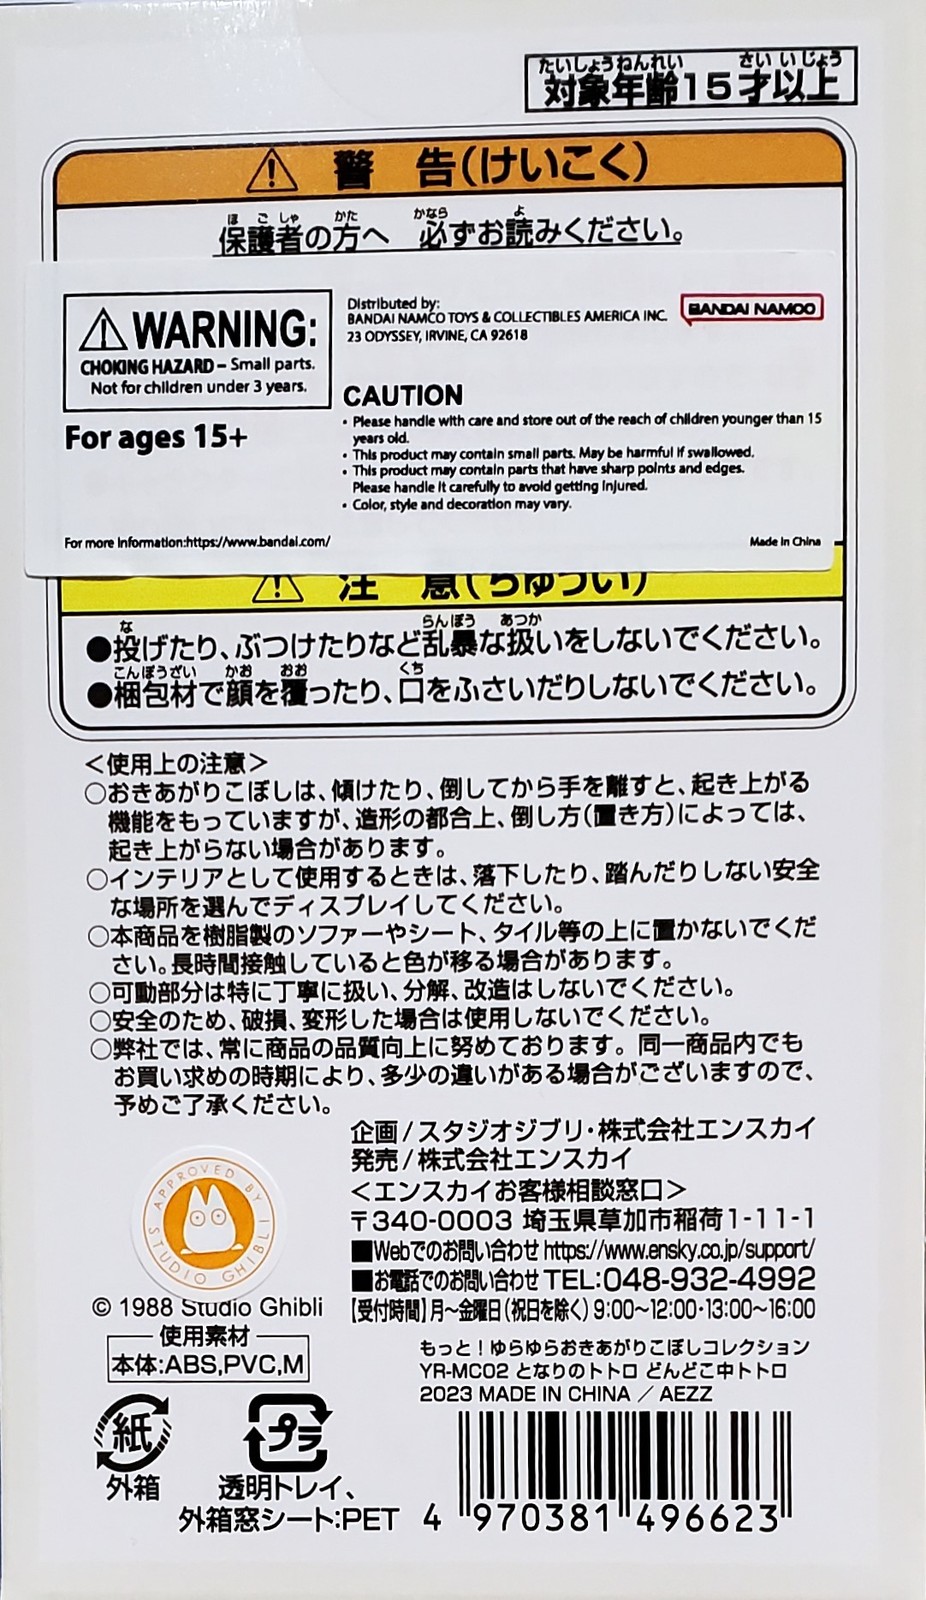 たいしょうねんれい さい いじょう
対象年齢15才以上
警 告(けいこく)
ほ ご しゃ かた かなら よ
保護者の方へ 必ずお読みください。
WARNING:
CHOKING HAZARD – Small parts.
Not for children under 3 years.
For ages 15+
For more information:https://www.bandai.com/
Distributed by:
BANDAI NAMCO TOYS & COLLECTIBLES AMERICA INC.
23 ODYSSEY, IRVINE, CA 92618
BANDAI NAMCO
CAUTION
• Please handle with care and store out of the reach of children younger than 15
years old.
• This product may contain small parts. May be harmful if swallowed.
• This product may contain parts that have sharp points and edges.
Please handle it carefully to avoid getting injured.
• Color, style and decoration may vary.
Made in China
注 意(ちゅうい)
な らんぼう あつか
●投げたり、ぶつけたりなど乱暴な扱いをしないでください。
こんぽうざい かお おお くち
●梱包材で顔を覆ったり、口をふさいだりしないでください。
＜使用上の注意＞
○おきあがりこぼしは、傾けたり、倒してから手を離すと、起き上がる
機能をもっていますが、造形の都合上、倒し方(置き方)によっては、
起き上がらない場合があります。
○インテリアとして使用するときは、落下したり、踏んだりしない安全
な場所を選んでディスプレイしてください。
○本商品を樹脂製のソファーやシート、タイル等の上に置かないでくだ
さい。長時間接触していると色が移る場合があります。
○可動部分は特に丁寧に扱い、分解、改造はしないでください。
○安全のため、破損、変形した場合は使用しないでください。
○弊社では、常に商品の品質向上に努めております。同一商品内でも
お買い求めの時期により、多少の違いがある場合がございますので、
予めご了承ください。
企画/スタジオジブリ・株式会社エンスカイ
発売/株式会社エンスカイ
＜エンスカイお客様相談窓口＞
〒340-0003 埼玉県草加市稲荷1-11-1
■Webでのお問い合わせ https://www.ensky.co.jp/support/
■お電話でのお問い合わせ TEL:048-932-4992
【受付時間】月～金曜日(祝日を除く)9:00～12:00・13:00～16:00
APPROVED BY
STUDIO GHIBLI
© 1988 Studio Ghibli
使用素材
本体:ABS,PVC,M
もっと！ゆらゆらおきあがりこぼしコレクション
YR-MC02 となりのトトロ どんどこ中トトロ
2023 MADE IN CHINA ／ AEZZ
紙
外箱
プラ
透明トレイ、
外箱窓シート:PET
4 970381 496623